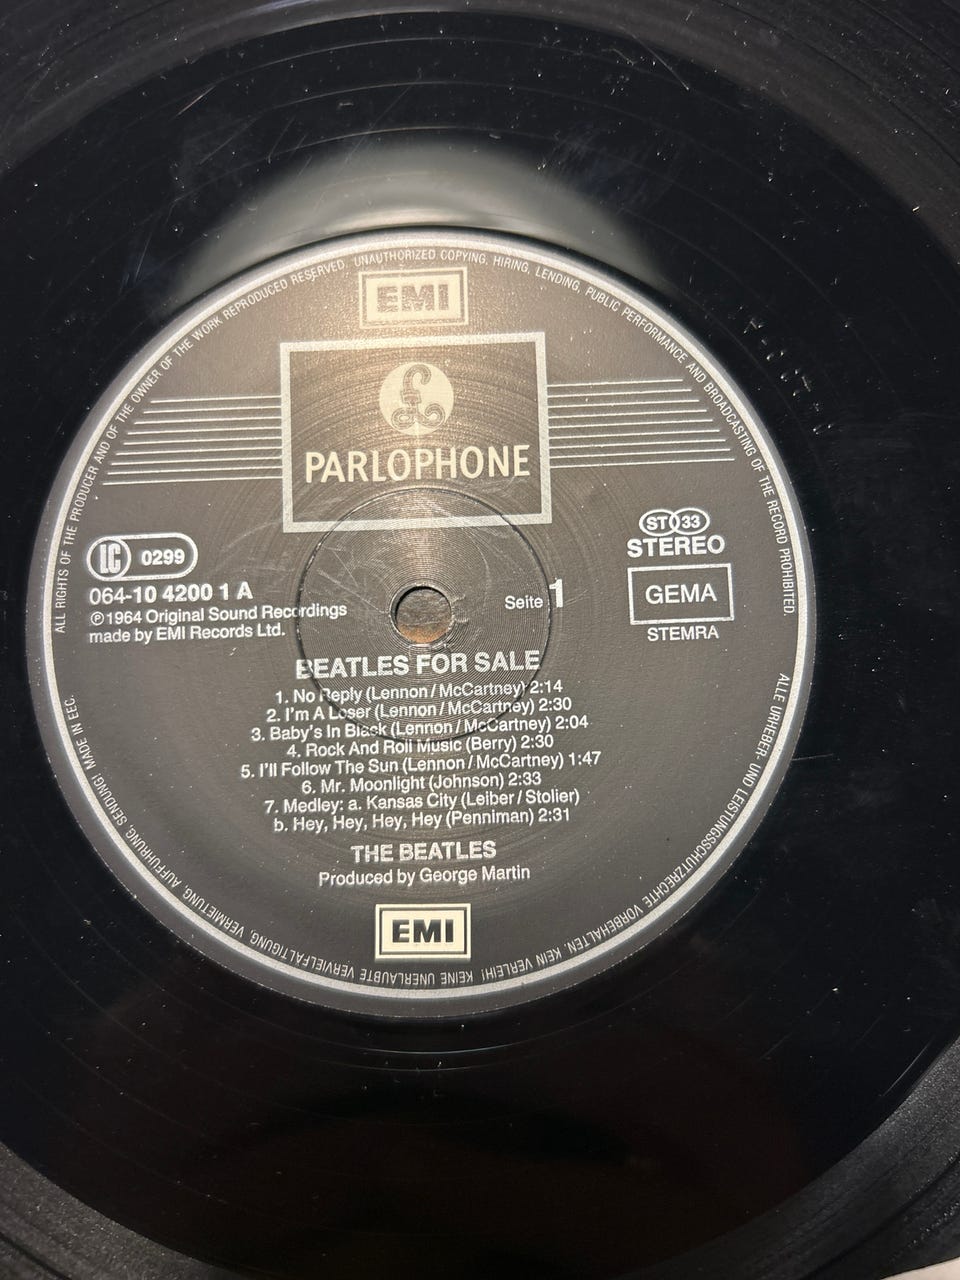 ALL RIGHTS OF THE PRODUCER AND OF THE OWNER OF THE WORK REPRODUCED RESERVED. UNAUTHORIZED COPYING, HIRING, LENDING, PUBLIC PERFORMANCE AND BROADCASTING OF THE RECORD PROHIBITED.
EMI
£
PARLOPHONE
LC 0299
064-10 4200 1 A
℗ 1964 Original Sound Recordings
made by EMI Records Ltd.
Seite 1
ST 33
STEREO
GEMA
STEMRA
BEATLES FOR SALE
1. No Reply (Lennon / McCartney) 2:14
2. I'm A Loser (Lennon / McCartney) 2:30
3. Baby's In Black (Lennon / McCartney) 2:04
4. Rock And Roll Music (Berry) 2:30
5. I'll Follow The Sun (Lennon / McCartney) 1:47
6. Mr. Moonlight (Johnson) 2:33
7. Medley: a. Kansas City (Leiber / Stolier)
b. Hey, Hey, Hey, Hey (Penniman) 2:31
THE BEATLES
Produced by George Martin
EMI
ALLE URHEBER- UND LEISTUNGSSCHUTZRECHTE VORBEHALTEN. KEIN VERLEIH! KEINE UNERLAUBTE VERVIELFÄLTIGUNG, VERMIETUNG, AUFFÜHRUNG, SENDUNG! MADE IN EEC.